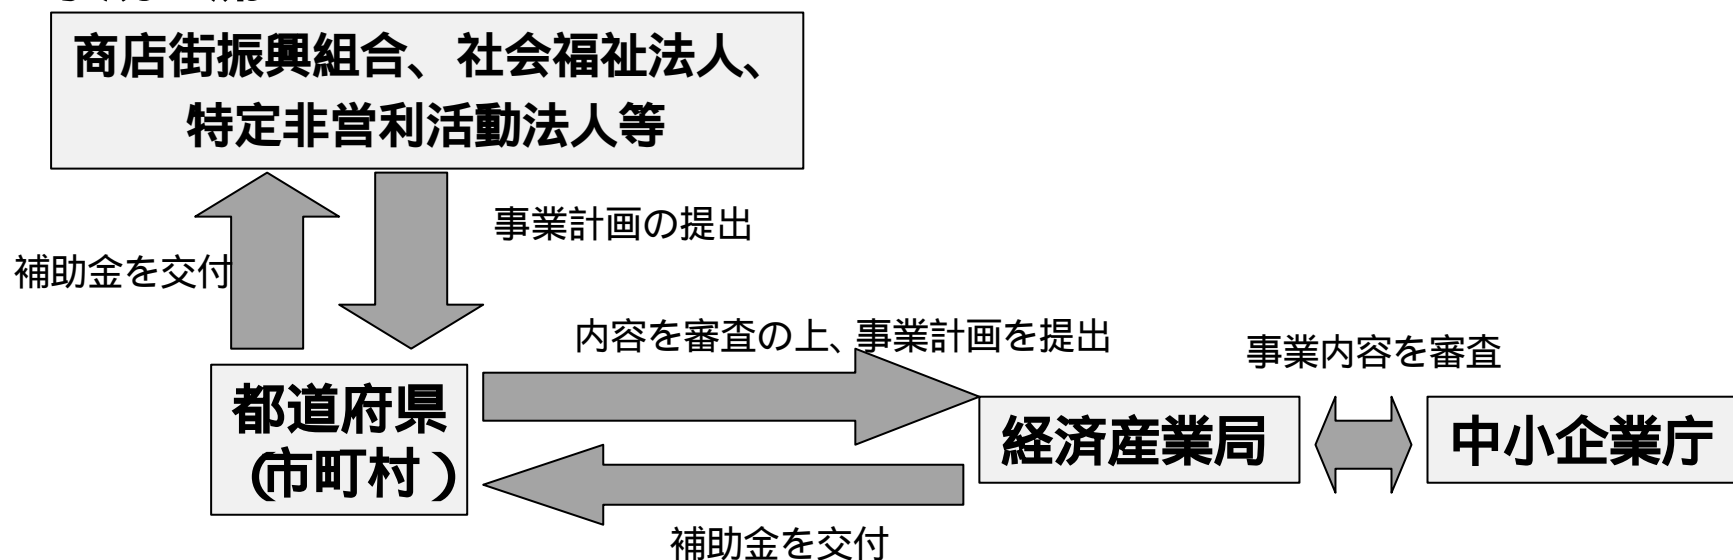 商店街振興組合、社会福祉法人、
特定非営利活動法人等
事業計画の提出
補助金を交付
内容を審査の上、事業計画を提出
事業内容を審査
都道府県
(市町村)
経済産業局
中小企業庁
補助金を交付